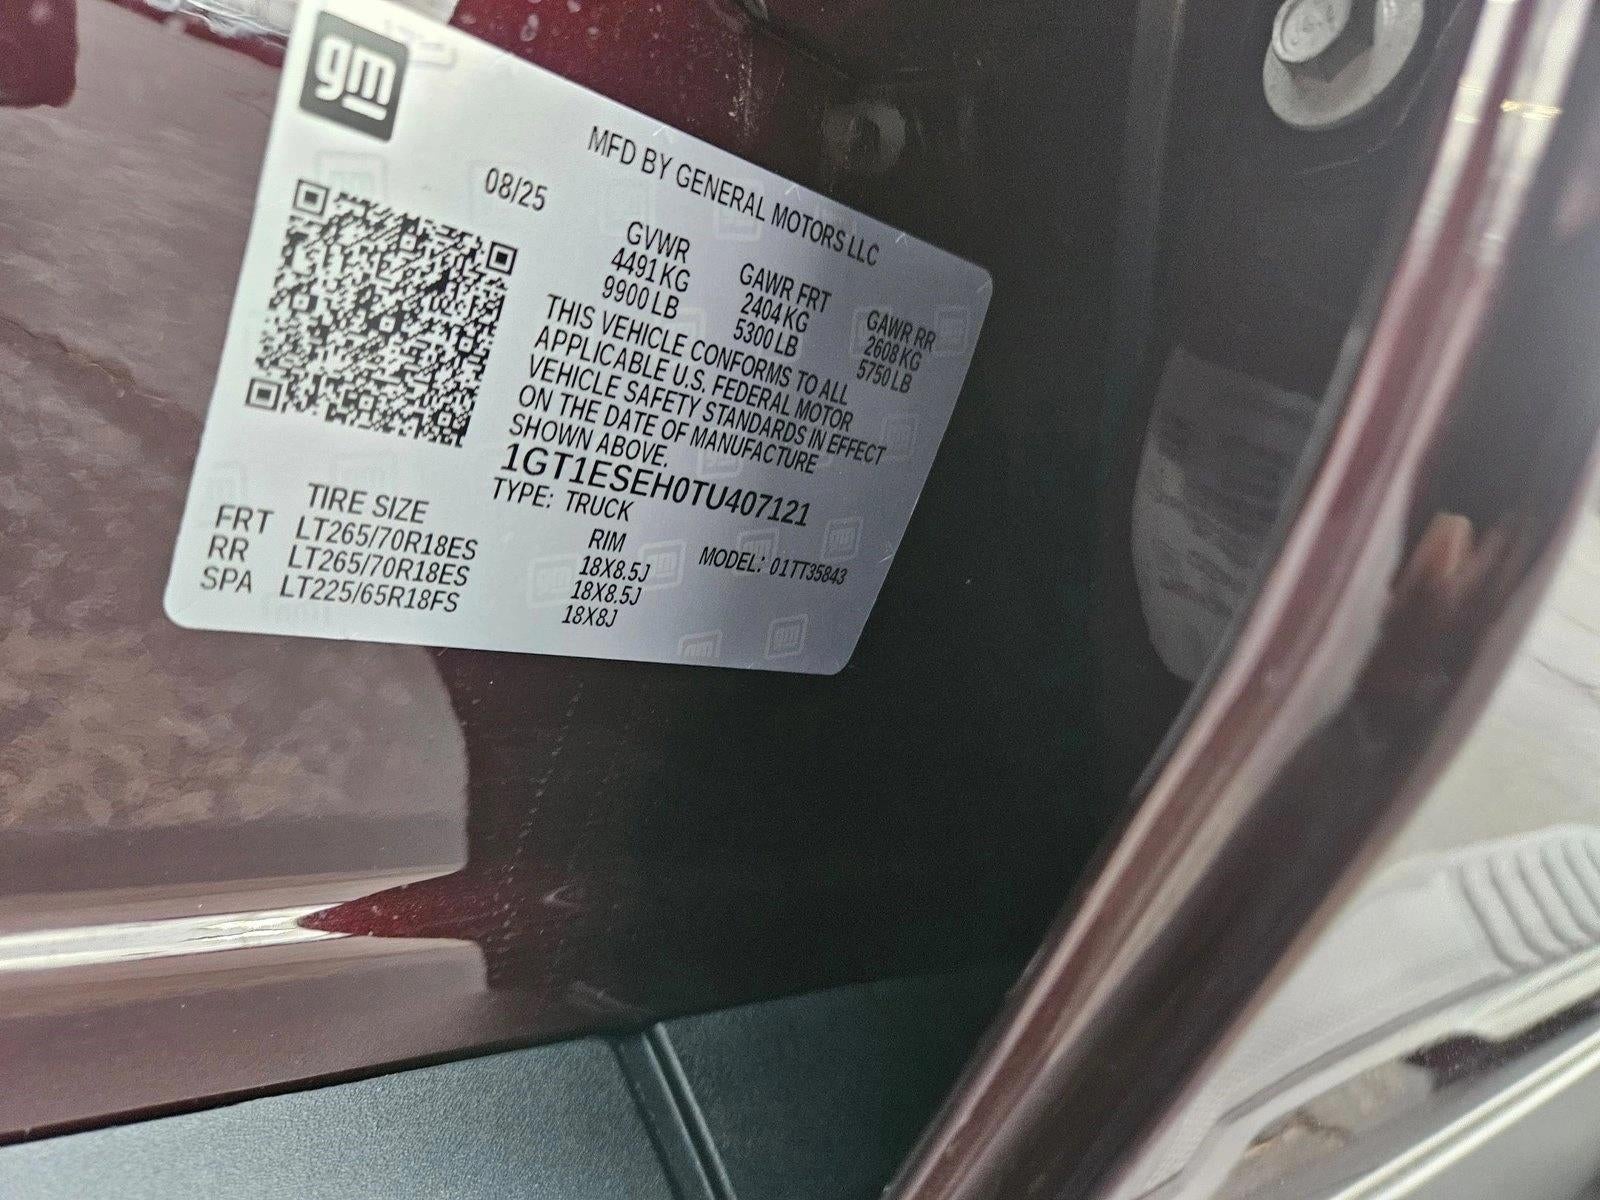 gm
MFD BY GENERAL MOTORS LLC
08/25
GVWR GAWR FRT GAWR RR
4491 KG 2404 KG 2608 KG
9900 LB 5300 LB 5750 LB
THIS VEHICLE CONFORMS TO ALL
APPLICABLE U.S. FEDERAL MOTOR
VEHICLE SAFETY STANDARDS IN EFFECT
ON THE DATE OF MANUFACTURE
SHOWN ABOVE.
1GT1ESEH0TU407121
TYPE: TRUCK MODEL: 01TT35843
TIRE SIZE RIM
FRT LT265/70R18ES 18X8.5J
RR LT265/70R18ES 18X8.5J
SPA LT225/65R18FS 18X8J